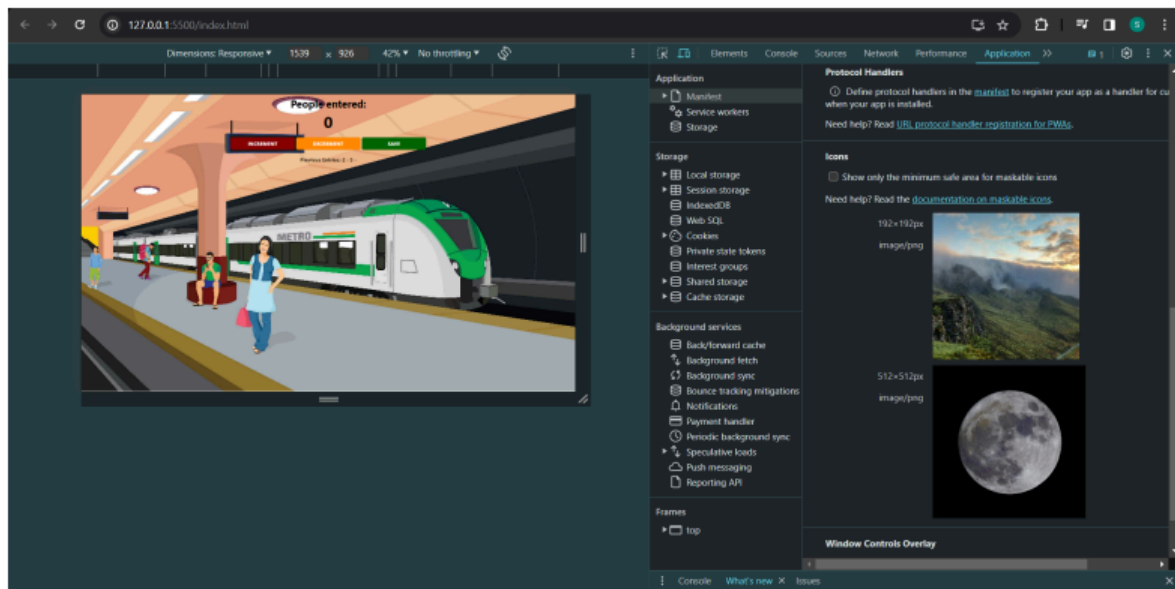 127.0.0.1:5500/index.html
S
Dimensions: Responsive ▼ 1539 x 926 42% ▼ No throttling ▼
Elements Console Sources Network Performance Application
People entered:
0
INCREMENT DECREMENT SAVE
METRO
Application
Manifest
Service workers
Storage
Storage
Local storage
Session storage
IndexedDB
Web SQL
Cookies
Private state tokens
Interest groups
Shared storage
Cache storage
Background services
Back/forward cache
Background fetch
Background sync
Bounce tracking mitigations
Notifications
Payment handler
Periodic background sync
Speculative loads
Push messaging
Reporting API
Frames
top
Protocol Handlers
Define protocol handlers in the manifest to register your app as a handler for cu
when your app is installed.
Need help? Read URL protocol handler registration for PWAs.
Icons
Show only the minimum safe area for maskable icons
Need help? Read the documentation on maskable icons.
192×192px
image/png
512×512px
image/png
Window Controls Overlay
Console What's new Issues